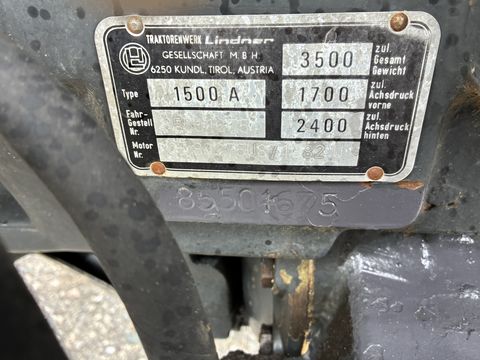 TRAKTORENWERK Lindner
GESELLSCHAFT M.B.H.
6250 KUNDL, TIROL, AUSTRIA
3500 zul. Gesamt Gewicht
Type 1500 A
1700 zul. Achsdruck vorne
Fahr- Gestell Nr.
2400 zul. Achsdruck hinten
Motor Nr.
85504675